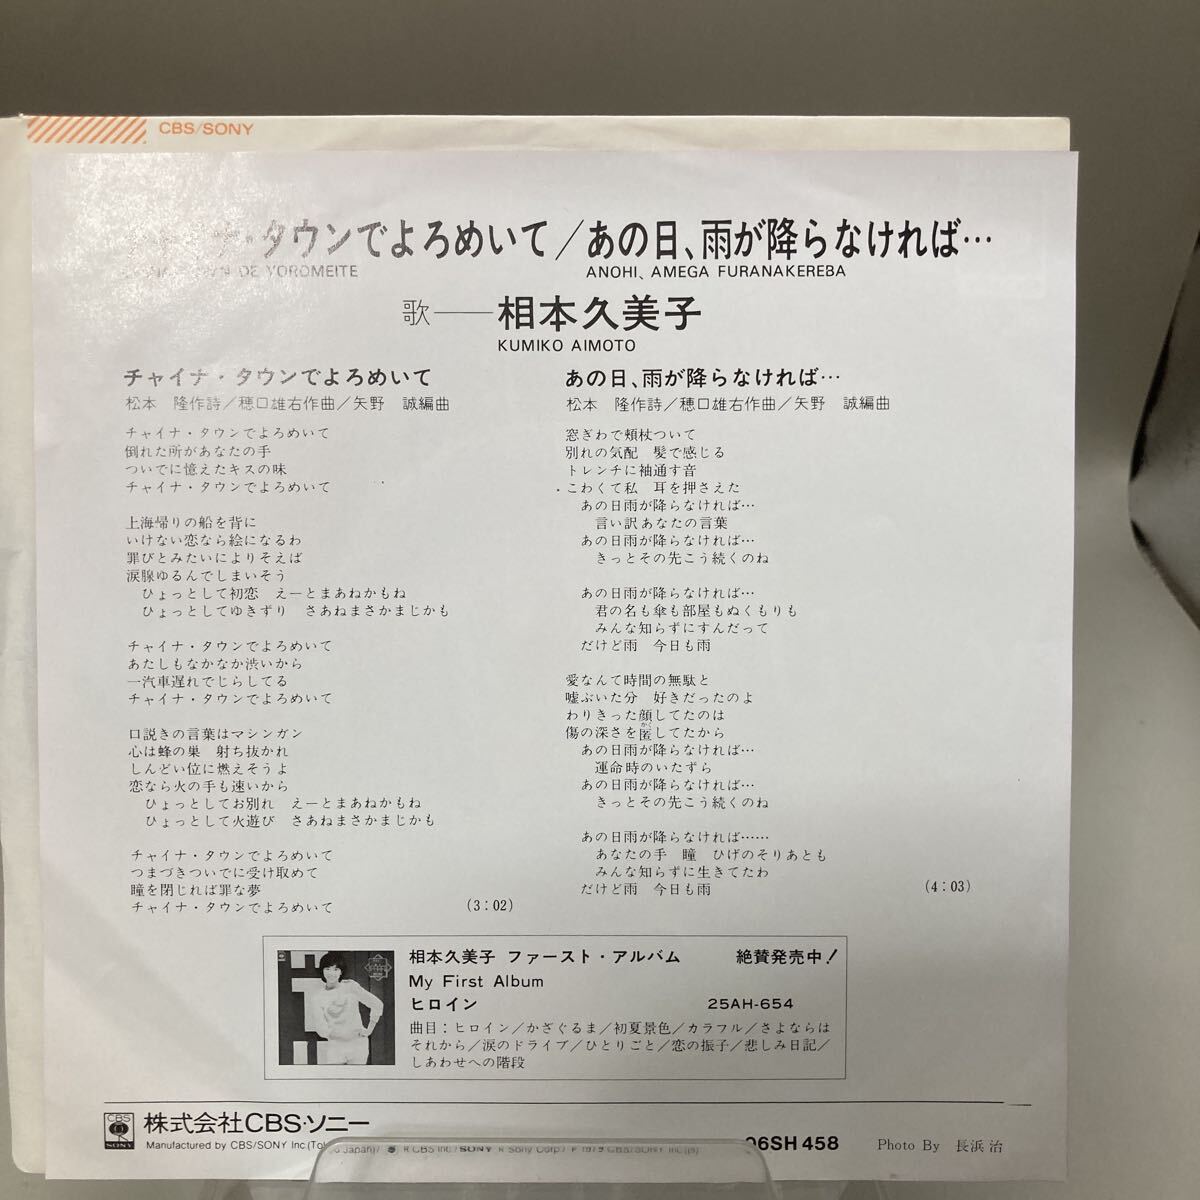 CBS/SONY
ナ・タウンでよろめいて/あの日、雨が降らなければ…
DE YOROMEITE
ANOHI、AMEGA FURANAKEREBA
歌──相本久美子
KUMIKO AIMOTO
チャイナ・タウンでよろめいて
松本 隆作詩/穂口雄右作曲/矢野 誠編曲
チャイナ・タウンでよろめいて
倒れた所があなたの手
ついでに憶えたキスの味
チャイナ・タウンでよろめいて
上海帰りの船を背に
いけない恋なら絵になるわ
罪びとみたいによりそえば
涙腺ゆるんでしまいそう
ひょっとして初恋 えーとまあねかもね
ひょっとしてゆきずり さあねまさかまじかも
チャイナ・タウンでよろめいて
あたしもなかなか渋いから
一汽車遅れでじらしてる
チャイナ・タウンでよろめいて
口説きの言葉はマシンガン
心は蜂の巣 射ち抜かれ
しんどい位に燃えそうよ
恋なら火の手も速いから
ひょっとしてお別れ えーとまあねかもね
ひょっとして火遊び さあねまさかまじかも
チャイナ・タウンでよろめいて
つまづきついでに受け取めて
瞳を閉じれば罪な夢
チャイナ・タウンでよろめいて
(3:02)
あの日、雨が降らなければ…
松本 隆作詩/穂口雄右作曲/矢野 誠編曲
窓ぎわで頬杖ついて
別れの気配 髪で感じる
トレンチに袖通す音
こわくて私 耳を押さえた
あの日雨が降らなければ…
言い訳あなたの言葉
あの日雨が降らなければ…
きっとその先こう続くのね
あの日雨が降らなければ…
君の名も傘も部屋もぬくもりも
みんな知らずにすんだって
だけど雨 今日も雨
愛なんて時間の無駄と
嘘ぶいた分 好きだったのよ
わりきった顔してたのは
傷の深さを匿してたから
かく
あの日雨が降らなければ…
運命時のいたずら
あの日雨が降らなければ…
きっとその先こう続くのね
あの日雨が降らなければ……
あなたの手 瞳 ひげのそりあとも
みんな知らずに生きてたわ
だけど雨 今日も雨
(4:03)
相本久美子 ファースト・アルバム 絶賛発売中!
My First Album
ヒロイン 25AH-654
曲目:ヒロイン/かざぐるま/初夏景色/カラフル/さよならは
それから/涙のドライブ/ひとりごと/恋の振子/悲しみ日記/
しあわせへの階段
CBS
SONY
株式会社CBS・ソニー
Manufactured by CBS/SONY Inc.
06SH 458
Photo By 長浜 治